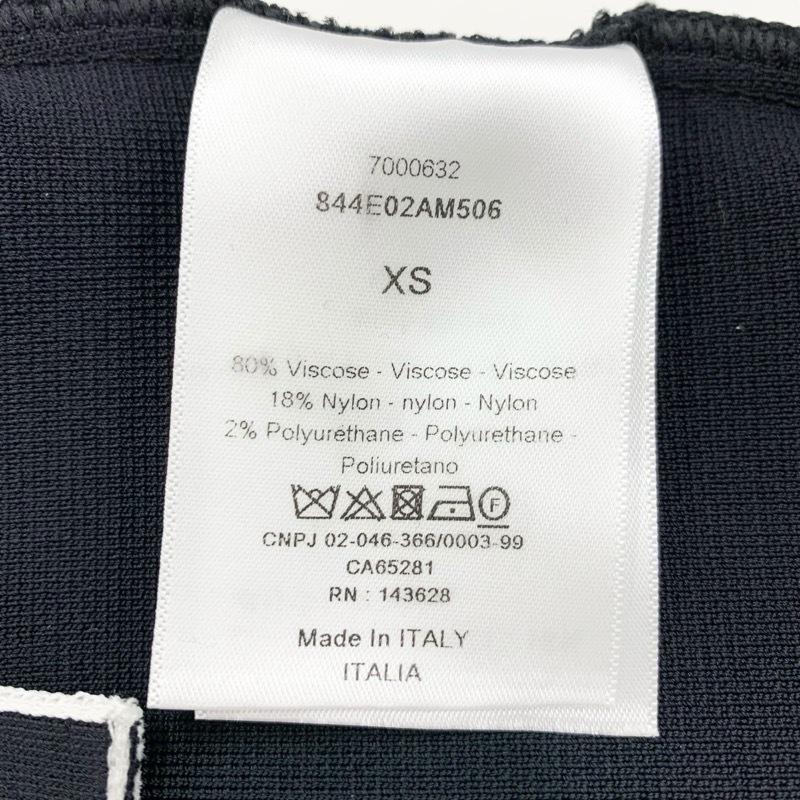 7000632
844E02AM506
XS
80% Viscose - Viscose - Viscose
18% Nylon - nylon - Nylon
2% Polyurethane - Polyurethane -
Poliuretano
F
CNPJ 02-046-366/0003-99
CA65281
RN : 143628
Made In ITALY
ITALIA